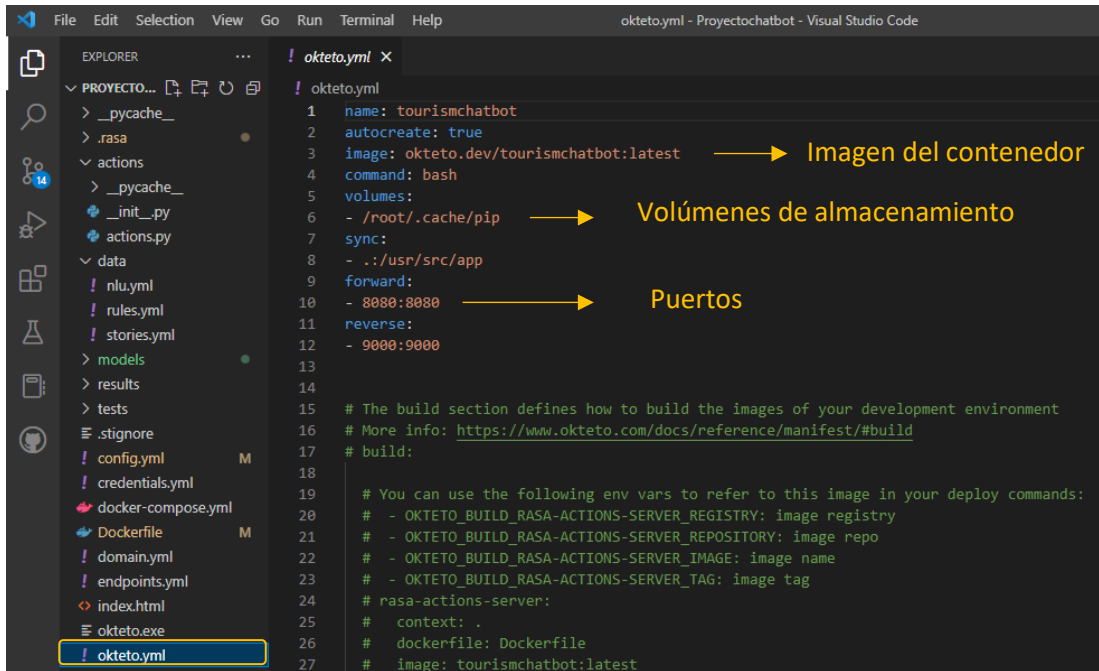 File Edit Selection View Go Run Terminal Help okteto.yml - Proyectochatbot - Visual Studio Code
EXPLORER ...
PROYECTO...
__pycache__
.rasa
actions
__pycache__
__init__.py
actions.py
data
nlu.yml
rules.yml
stories.yml
models
results
tests
.stignore
config.yml M
credentials.yml
docker-compose.yml
Dockerfile M
domain.yml
endpoints.yml
index.html
okteto.exe
okteto.yml
14
! okteto.yml ×
! okteto.yml
1 name: tourismchatbot
2 autocreate: true
3 image: okteto.dev/tourismchatbot:latest
Imagen del contenedor
4 command: bash
5 volumes:
6 - /root/.cache/pip
Volúmenes de almacenamiento
7 sync:
8 - .:/usr/src/app
9 forward:
10 - 8080:8080
Puertos
11 reverse:
12 - 9000:9000
13
14
15 # The build section defines how to build the images of your development environment
16 # More info: https://www.okteto.com/docs/reference/manifest/#build
17 # build:
18
19 # You can use the following env vars to refer to this image in your deploy commands:
20 # - OKTETO_BUILD_RASA-ACTIONS-SERVER_REGISTRY: image registry
21 # - OKTETO_BUILD_RASA-ACTIONS-SERVER_REPOSITORY: image repo
22 # - OKTETO_BUILD_RASA-ACTIONS-SERVER_IMAGE: image name
23 # - OKTETO_BUILD_RASA-ACTIONS-SERVER_TAG: image tag
24 # rasa-actions-server:
25 # context: .
26 # dockerfile: Dockerfile
27 # image: tourismchatbot:latest